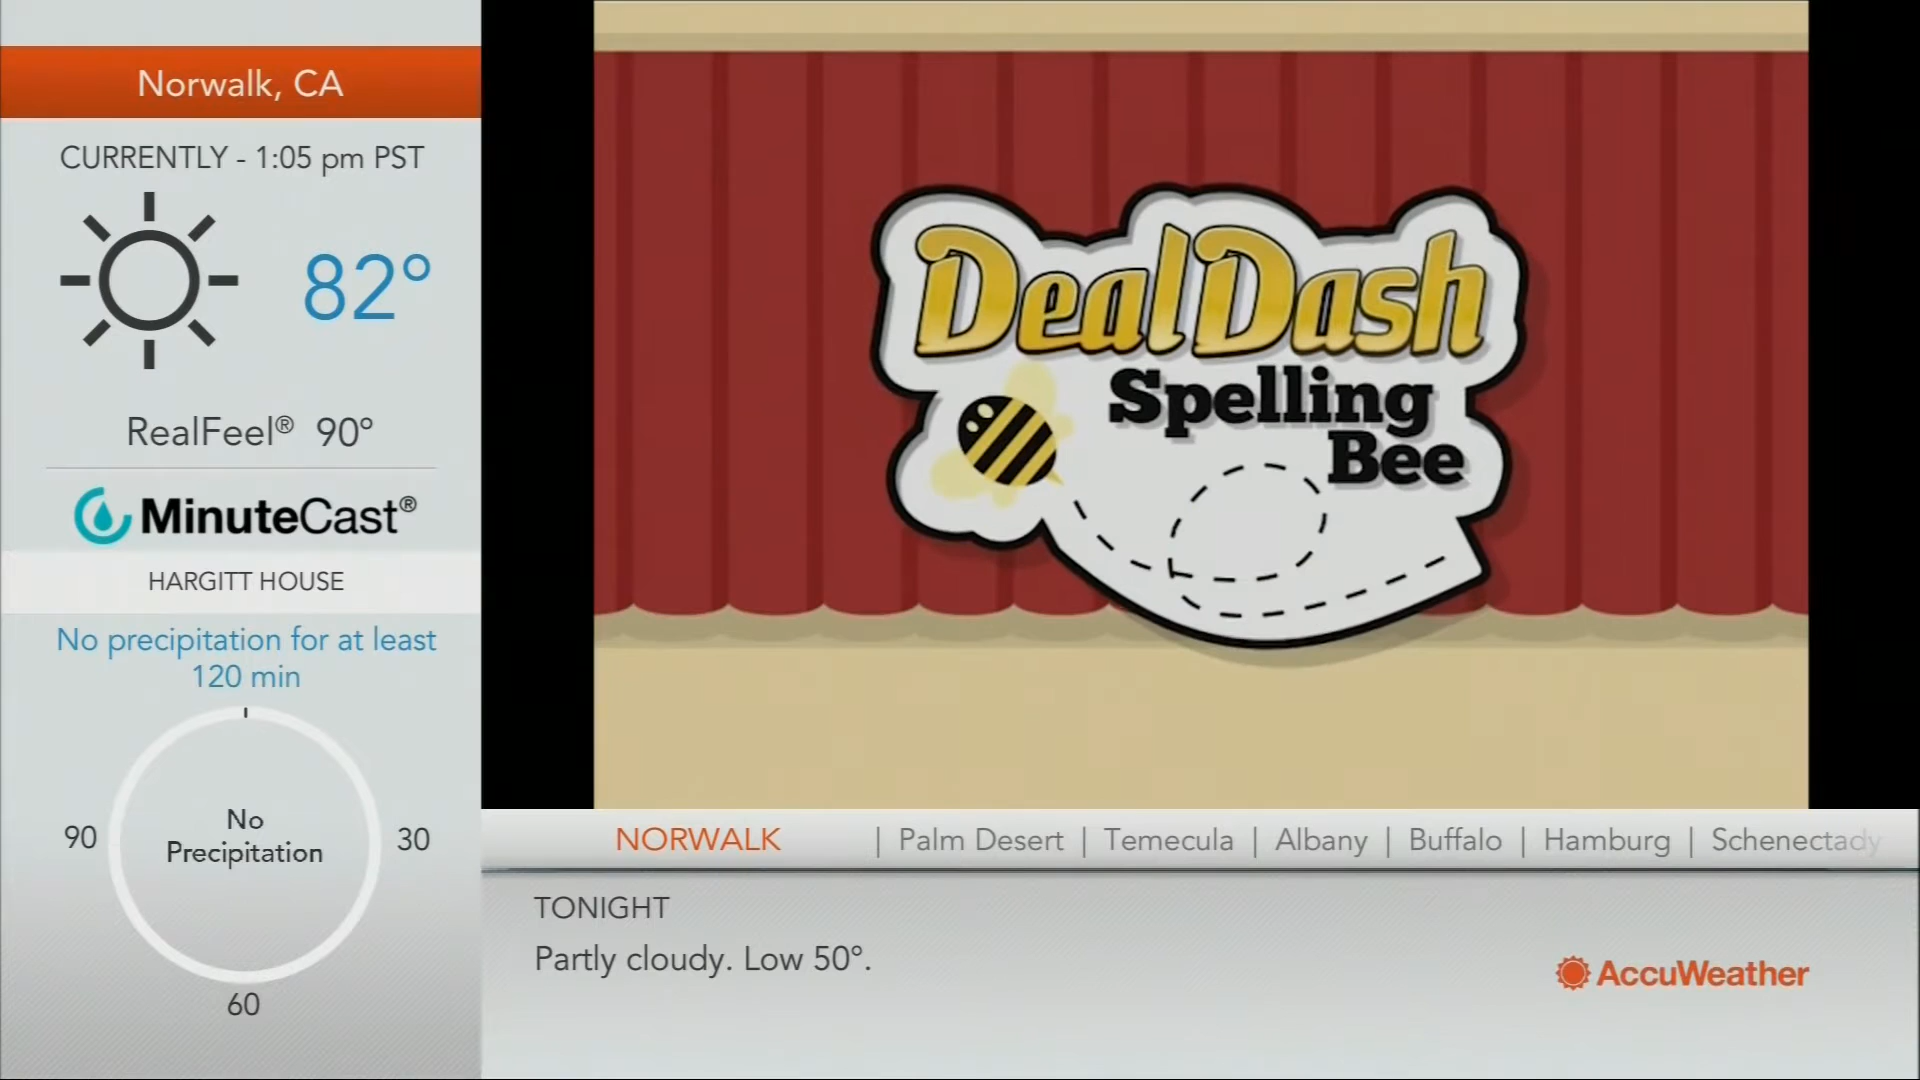 Norwalk, CA
CURRENTLY - 1:05 pm PST
82°
RealFeel® 90°
MinuteCast®
HARGITT HOUSE
No precipitation for at least
120 min
No
Precipitation
90
30
60
DealDash
Spelling
Bee
NORWALK | Palm Desert | Temecula | Albany | Buffalo | Hamburg | Schenectady
TONIGHT
Partly cloudy. Low 50°.
AccuWeather